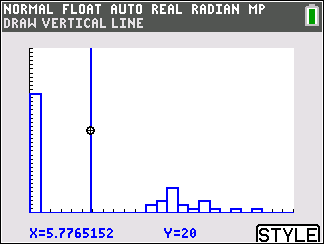 NORMAL FLOAT AUTO REAL RADIAN MP
DRAW VERTICAL LINE
X=5.7765152 Y=20
STYLE